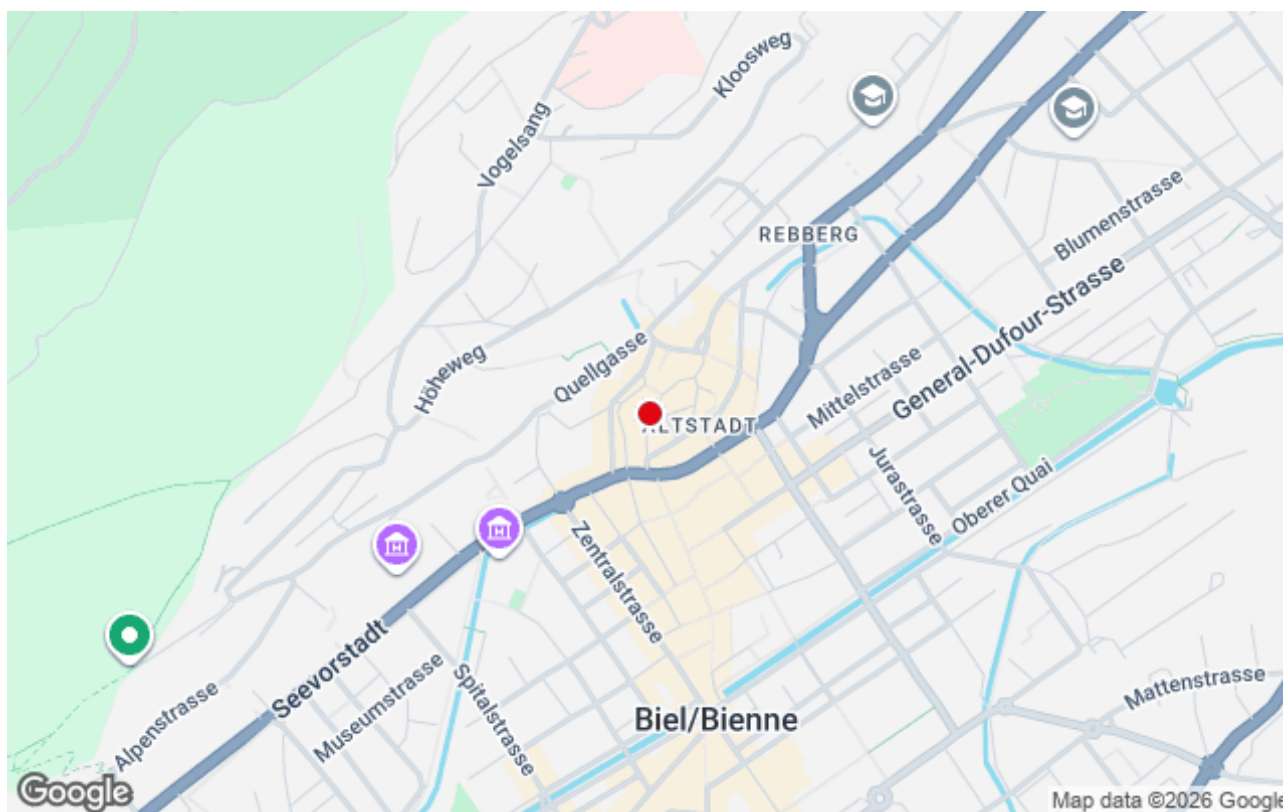 Kloosweg
Vogelsang
REBBERG
Blumenstrasse
General-Dufour-Strasse
Höheweg
Quellgasse
Mittelstrasse
ALTSTADT
Jurastrasse
Oberer Quai
Zentralstrasse
Seevorstadt
Museumstrasse
Spitalstrasse
Alpenstrasse
Mattenstrasse
Biel/Bienne
Google
Map data ©2026 Google